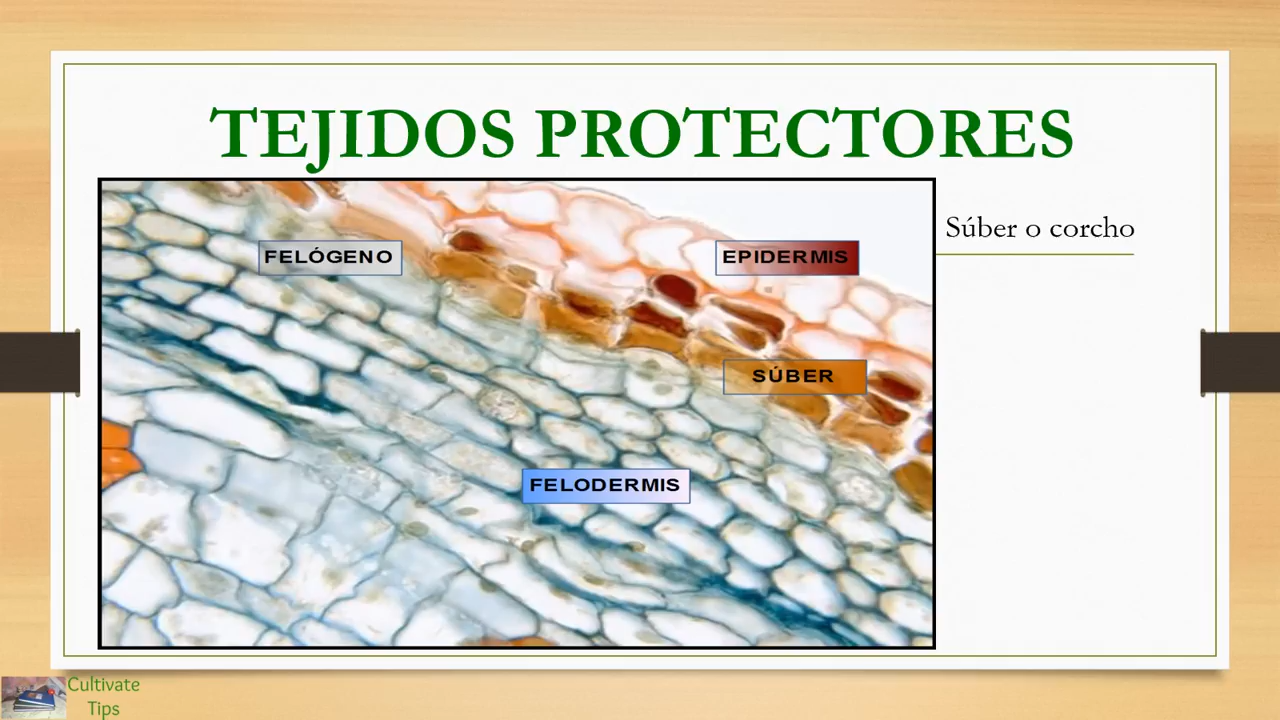 TEJIDOS PROTECTORES
Súber o corcho
FELÓGENO
EPIDERMIS
SÚBER
FELODERMIS
Cultivate
Tips